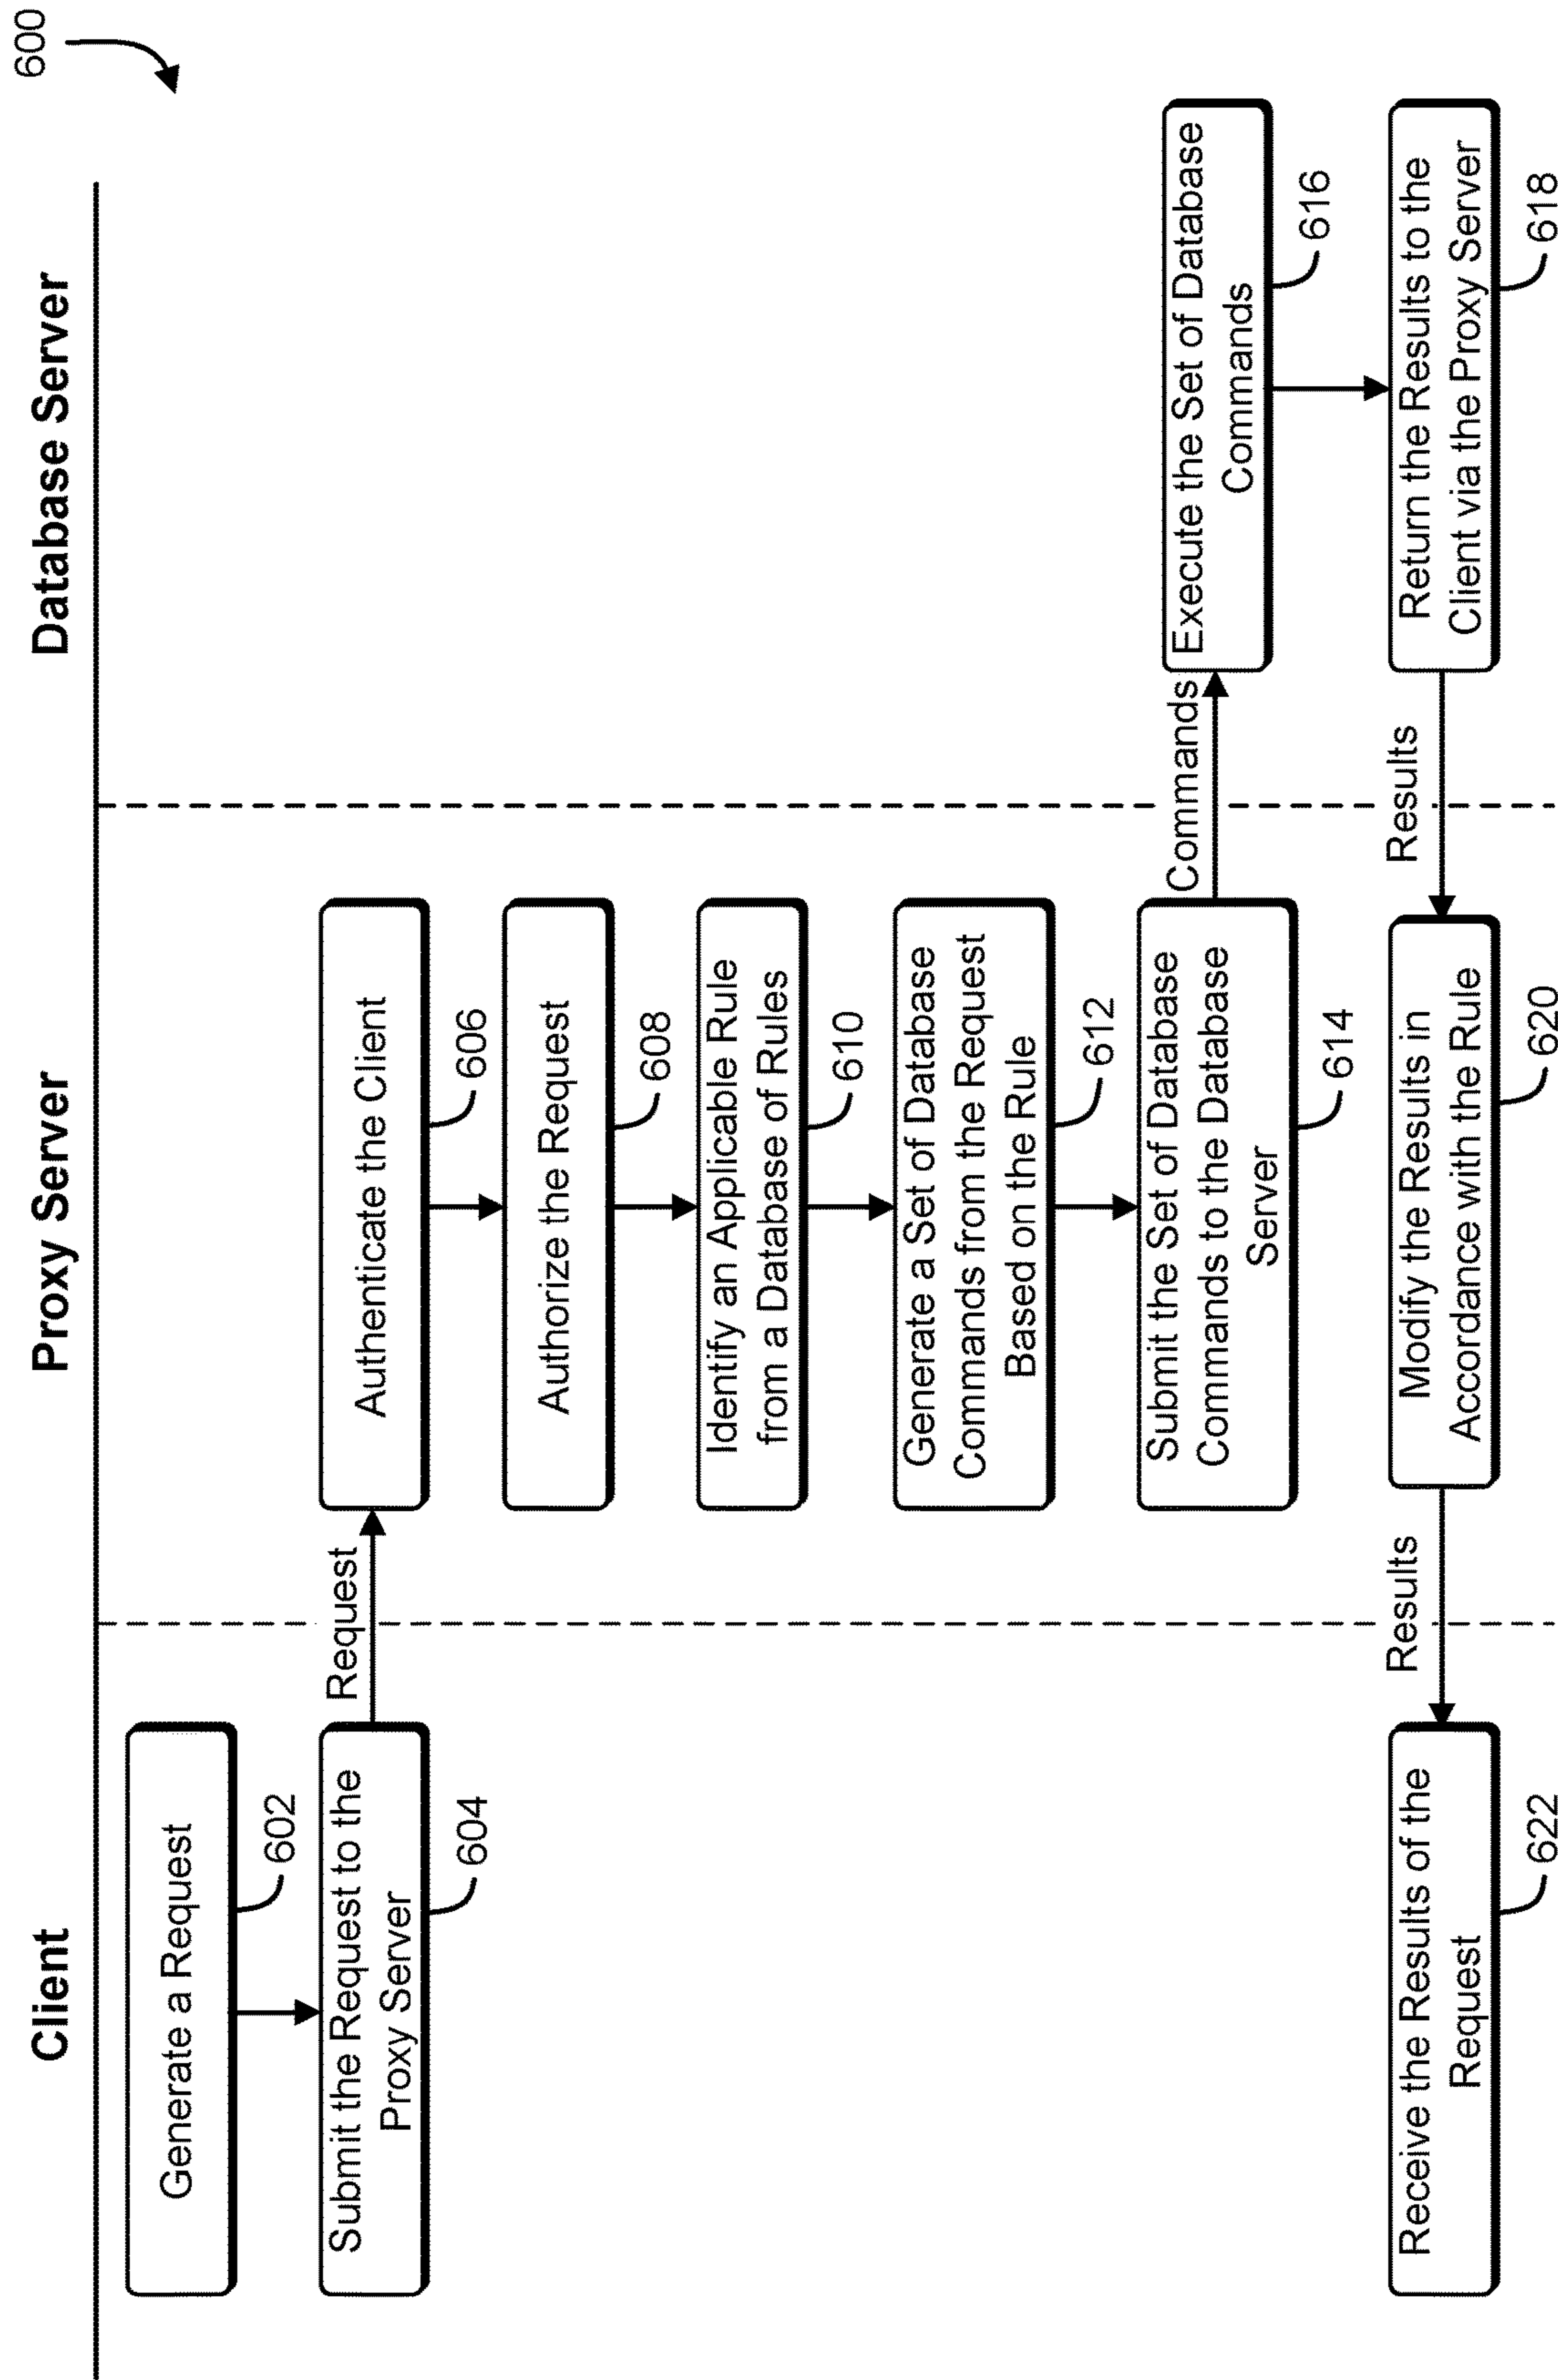 600
Client
Proxy Server
Database Server
Generate a Request
602
Submit the Request to the
Proxy Server
604
Request
Authenticate the Client
606
Authorize the Request
608
Identify an Applicable Rule
from a Database of Rules
610
Generate a Set of Database
Commands from the Request
Based on the Rule
612
Submit the Set of Database
Commands to the Database
Server
614
Commands
Execute the Set of Database
Commands
616
Return the Results to the
Client via the Proxy Server
618
Results
Modify the Results in
Accordance with the Rule
620
Results
Receive the Results of the
Request
622